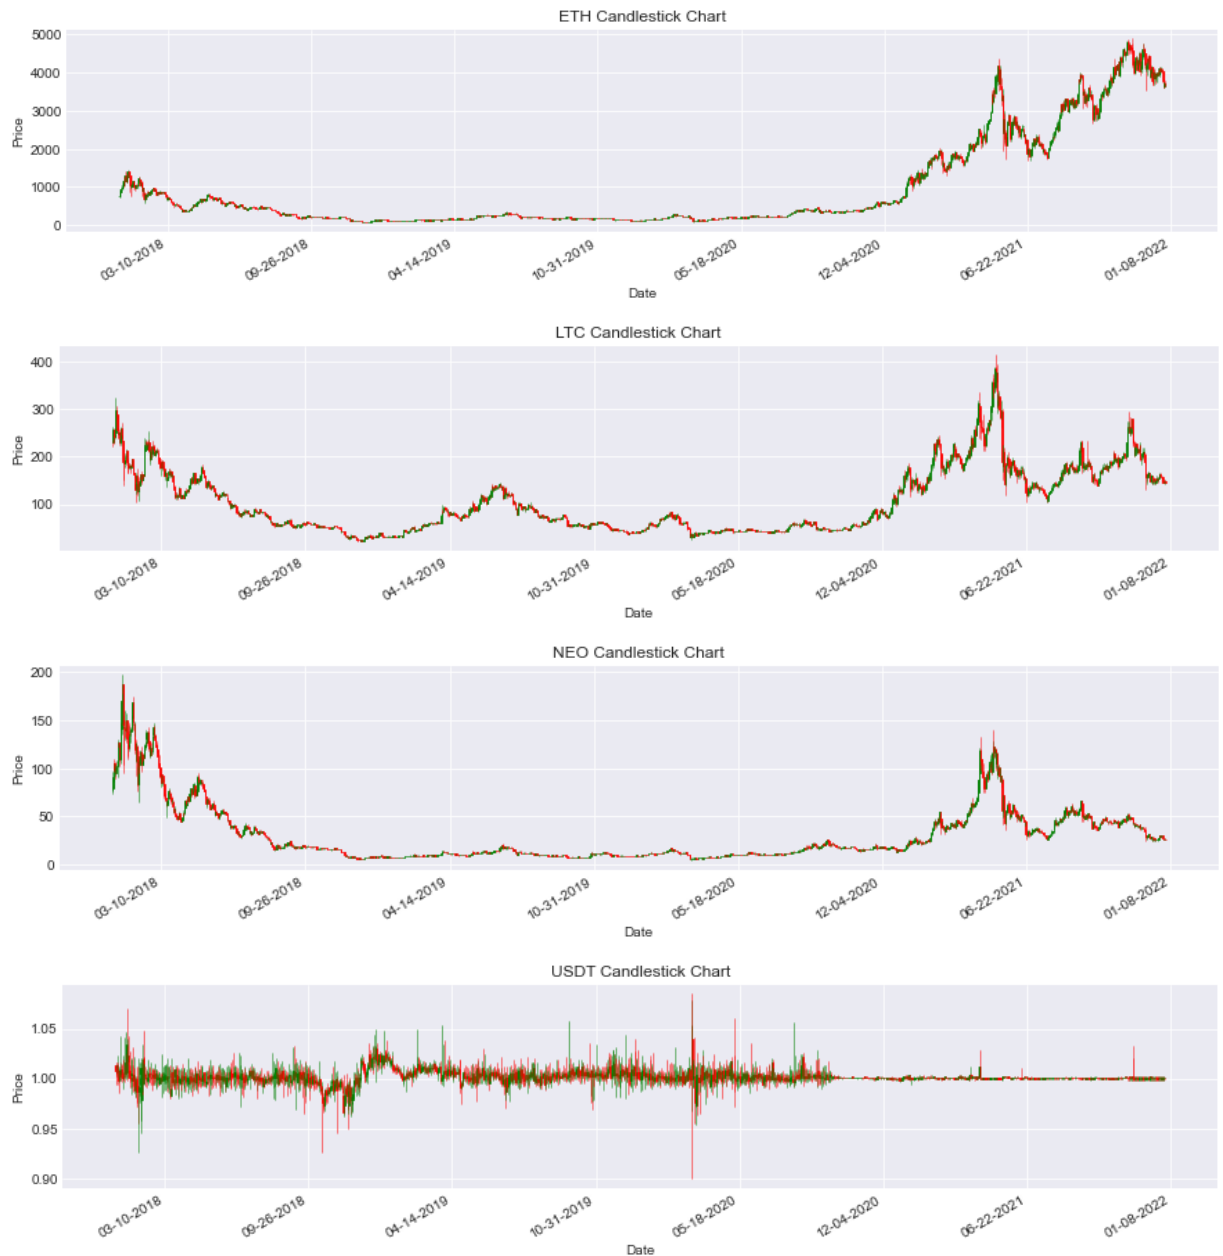 ETH Candlestick Chart
5000
4000
3000
2000
1000
0
Price
03-10-2018 09-26-2018 04-14-2019 10-31-2019 05-18-2020 12-04-2020 06-22-2021 01-08-2022
Date
LTC Candlestick Chart
400
300
200
100
Price
03-10-2018 09-26-2018 04-14-2019 10-31-2019 05-18-2020 12-04-2020 06-22-2021 01-08-2022
Date
NEO Candlestick Chart
200
150
100
50
0
Price
03-10-2018 09-26-2018 04-14-2019 10-31-2019 05-18-2020 12-04-2020 06-22-2021 01-08-2022
Date
USDT Candlestick Chart
1.05
1.00
0.95
0.90
Price
03-10-2018 09-26-2018 04-14-2019 10-31-2019 05-18-2020 12-04-2020 06-22-2021 01-08-2022
Date